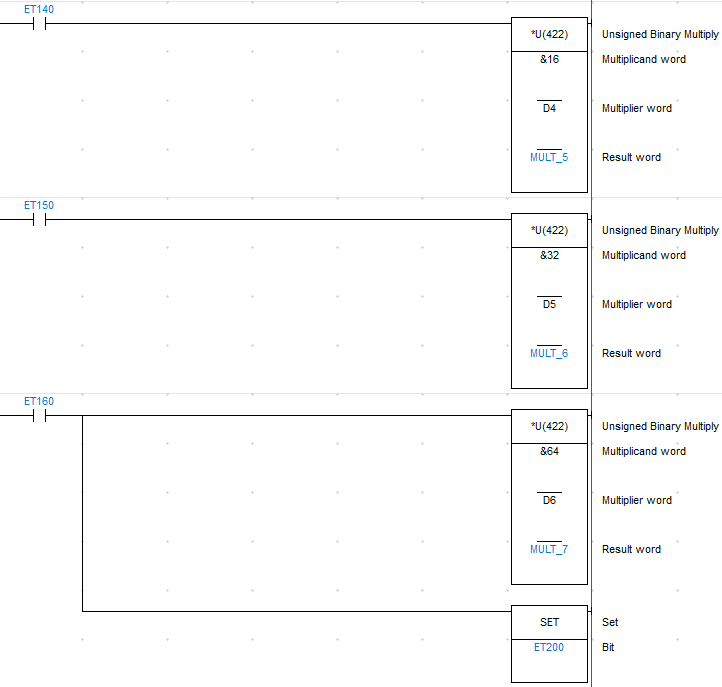 ET140
*U(422) Unsigned Binary Multiply
&16 Multiplicand word
D4 Multiplier word
MULT_5 Result word
ET150
*U(422) Unsigned Binary Multiply
&32 Multiplicand word
D5 Multiplier word
MULT_6 Result word
ET160
*U(422) Unsigned Binary Multiply
&64 Multiplicand word
D6 Multiplier word
MULT_7 Result word
SET Set
ET200 Bit